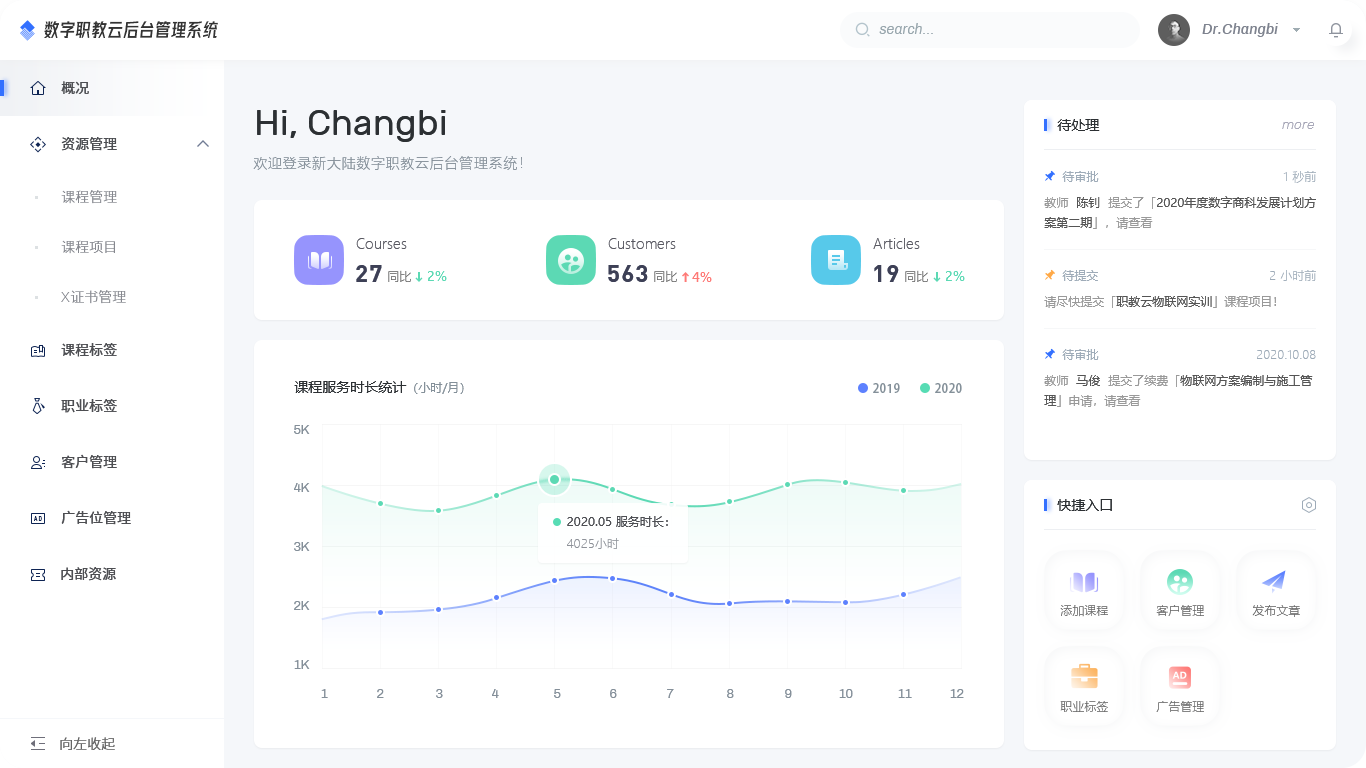 数字职教云后台管理系统
search...
Dr.Changbi
概况
资源管理
课程管理
课程项目
X证书管理
课程标签
职业标签
客户管理
广告位管理
内部资源
向左收起
Hi, Changbi
欢迎登录新大陆数字职教云后台管理系统！
Courses
27 同比 2%
Customers
563 同比 4%
Articles
19 同比 2%
课程服务时长统计 (小时/月)
2019
2020
5K
4K
3K
2K
1K
2020.05 服务时长：
4025小时
1 2 3 4 5 6 7 8 9 10 11 12
待处理
more
待审批 1 秒前
教师 陈钊 提交了「2020年度数字商科发展计划方
案第二期」，请查看
待提交 2 小时前
请尽快提交「职教云物联网实训」课程项目！
待审批 2020.10.08
教师 马俊 提交了续费「物联网方案编制与施工管
理」申请，请查看
快捷入口
添加课程
客户管理
发布文章
职业标签
AD
广告管理